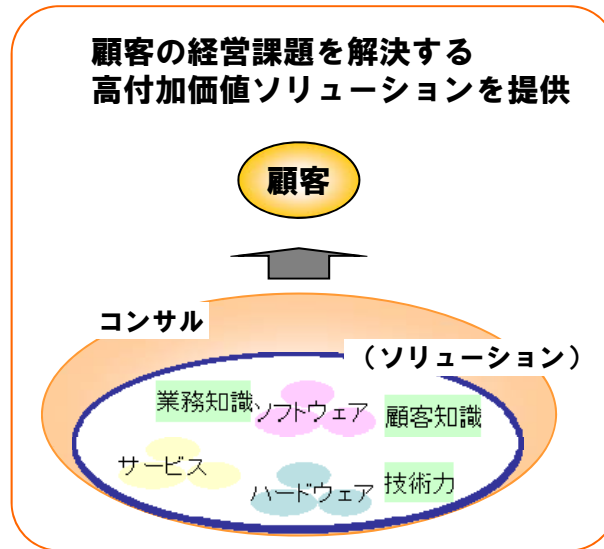 顧客の経営課題を解決する
高付加価値ソリューションを提供
顧客
コンサル
（ソリューション）
業務知識
ソフトウェア
顧客知識
サービス
ハードウェア
技術力